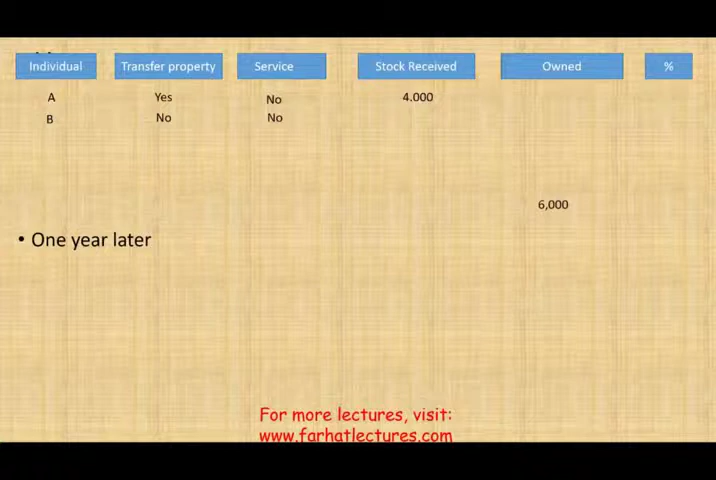 Individual Transfer property Service Stock Received Owned %
A Yes No 4.000
B No No
6,000
• One year later
For more lectures, visit:
www.farhatlectures.com